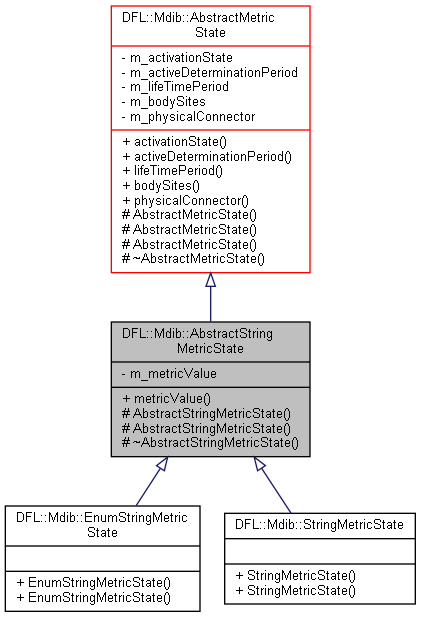 DFL::Mdib::AbstractMetric
State
- m_activationState
- m_activeDeterminationPeriod
- m_lifeTimePeriod
- m_bodySites
- m_physicalConnector
+ activationState()
+ activeDeterminationPeriod()
+ lifeTimePeriod()
+ bodySites()
+ physicalConnector()
# AbstractMetricState()
# AbstractMetricState()
# AbstractMetricState()
# ~AbstractMetricState()
DFL::Mdib::AbstractString
MetricState
- m_metricValue
+ metricValue()
# AbstractStringMetricState()
# AbstractStringMetricState()
# ~AbstractStringMetricState()
DFL::Mdib::EnumStringMetric
State
+ EnumStringMetricState()
+ EnumStringMetricState()
DFL::Mdib::StringMetricState
+ StringMetricState()
+ StringMetricState()